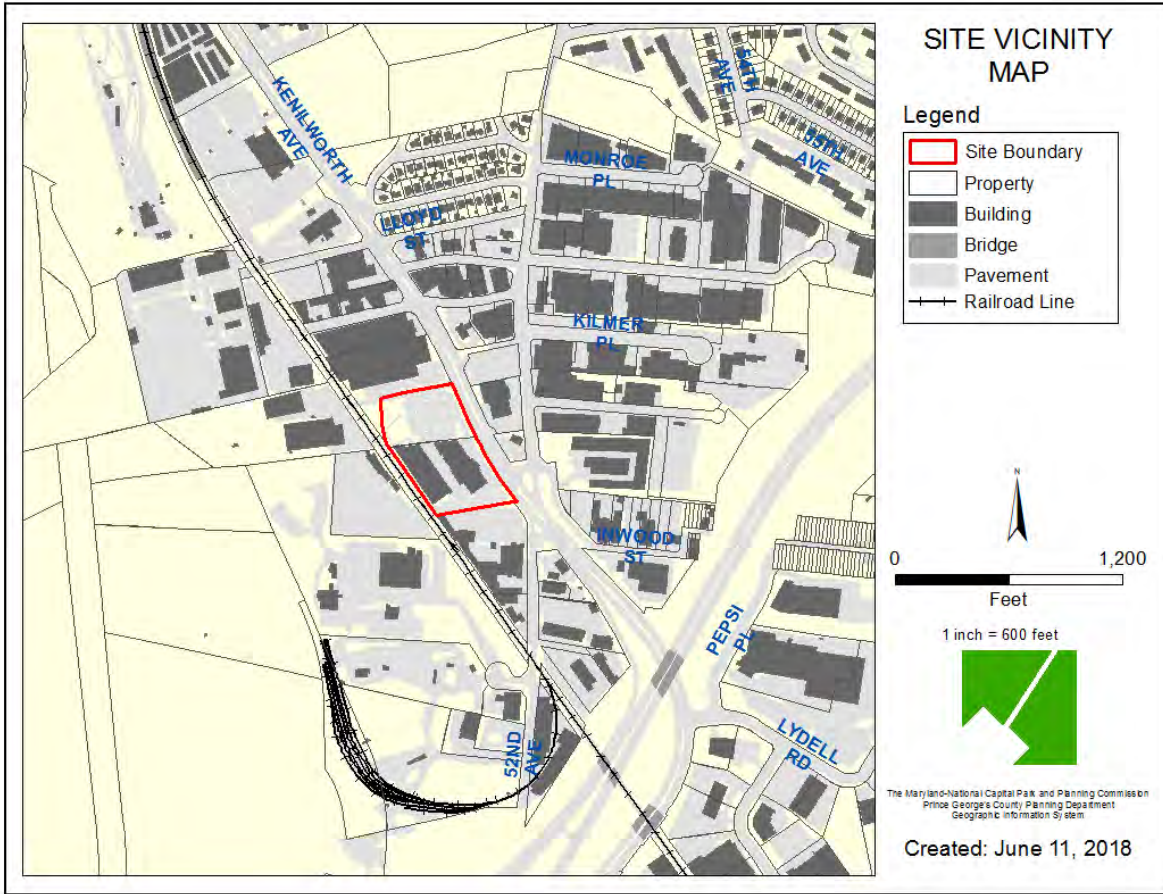 KENILWORTH
AVE
54TH
AVE
55TH
AVE
MONROE
PL
LLOYD
ST
KILMER
PL
INWOOD
ST
PEPSI
PL
LYDELL
RD
52ND
AVE
SITE VICINITY
MAP
Legend
Site Boundary
Property
Building
Bridge
Pavement
Railroad Line
N
0 1,200
Feet
1 inch = 600 feet
The Maryland-National Capital Park and Planning Commission
Prince George's County Planning Department
Geographic Information System
Created: June 11, 2018